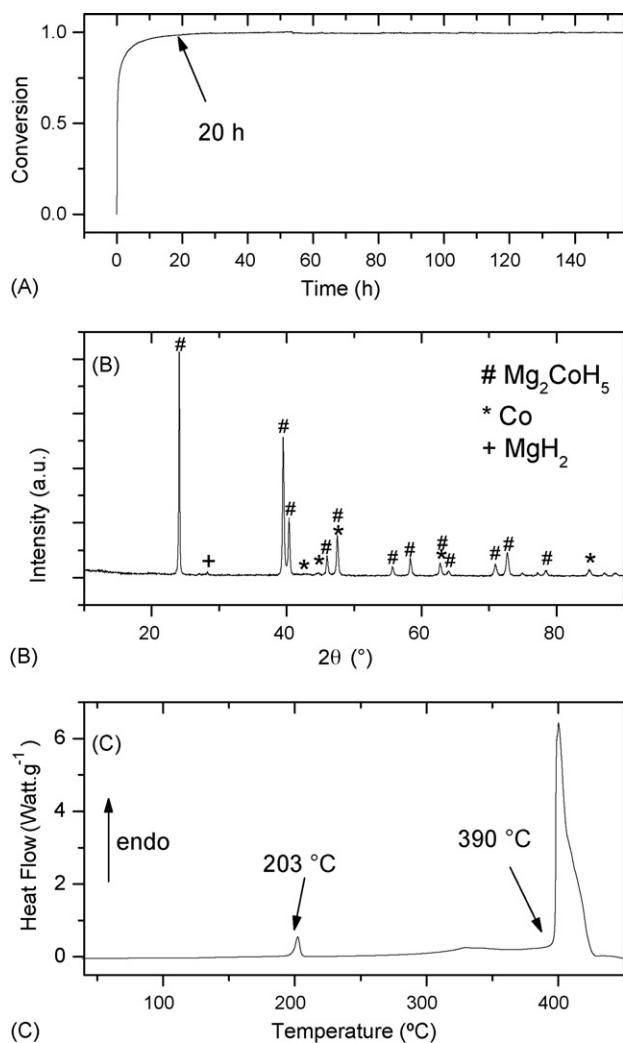 1.0
0.5
0.0
Conversion
20 h
0 20 40 60 80 100 120 140
Time (h)
(A)
(B)
# Mg₂CoH₅
* Co
+ MgH₂
Intensity (a.u.)
#
#
#
+
* *
#
#
*
#
#
#
*
#
#
#
#
*
20 40 60 80
2θ (°)
(B)
(C)
6
4
2
0
Heat Flow (Watt.g⁻¹)
endo
203 °C
390 °C
100 200 300 400
Temperature (ºC)
(C)